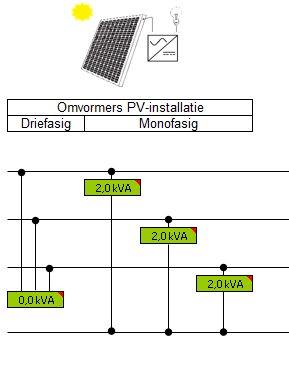 Omvormers PV-installatie
Driefasig Monofasig
2,0 kVA
2,0 kVA
2,0 kVA
0,0 kVA